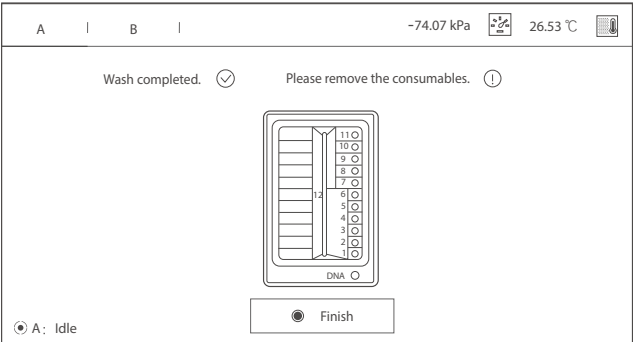 A B -74.07 kPa 26.53 ℃
Wash completed. Please remove the consumables.
11
10
9
8
7
12 6
5
4
3
2
1
DNA
Finish
A: Idle